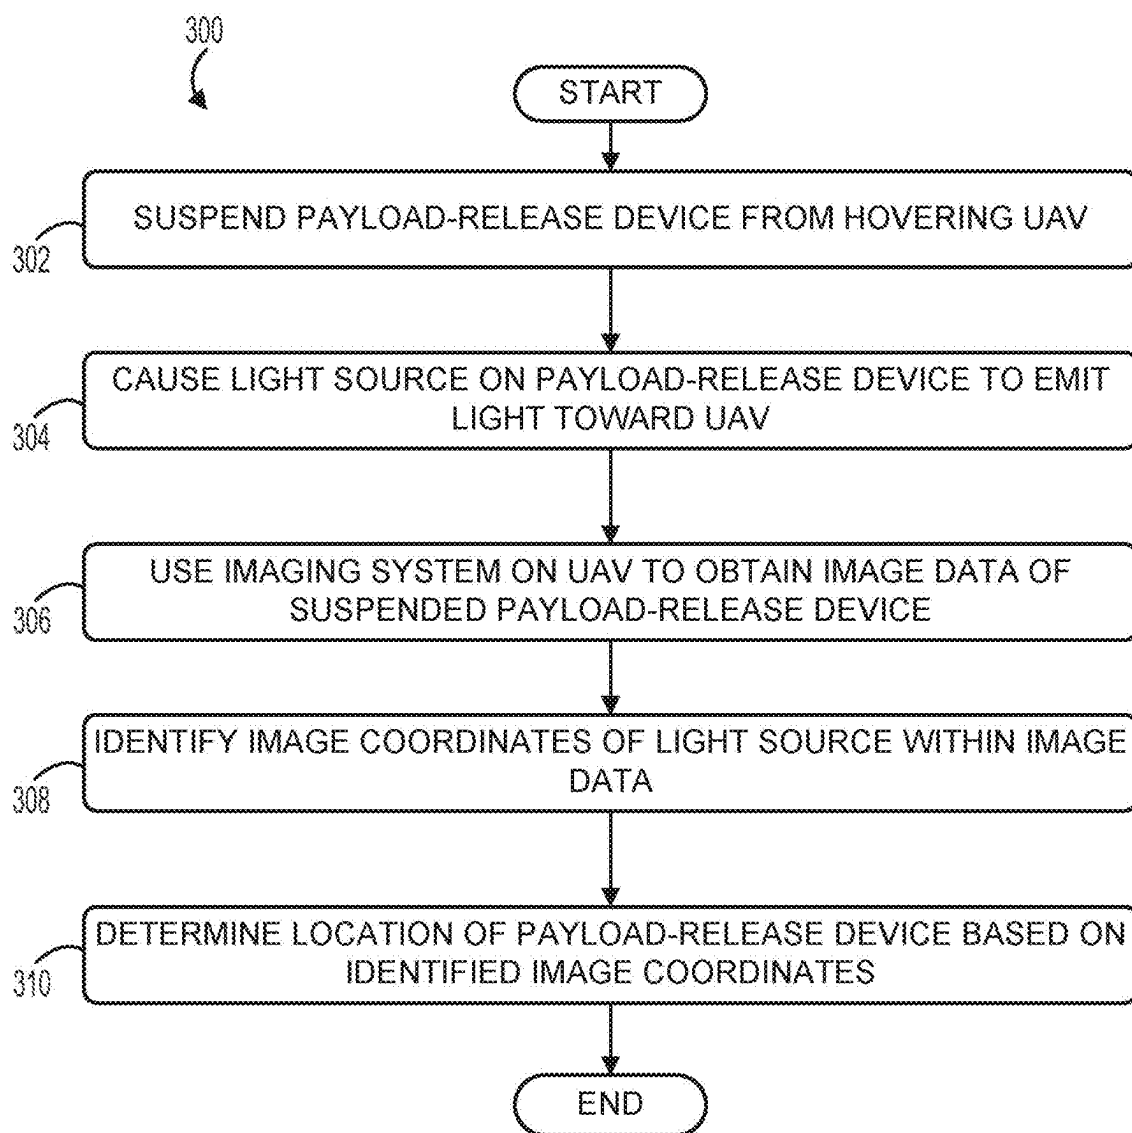 300
START
SUSPEND PAYLOAD-RELEASE DEVICE FROM HOVERING UAV
302
CAUSE LIGHT SOURCE ON PAYLOAD-RELEASE DEVICE TO EMIT
LIGHT TOWARD UAV
304
USE IMAGING SYSTEM ON UAV TO OBTAIN IMAGE DATA OF
SUSPENDED PAYLOAD-RELEASE DEVICE
306
IDENTIFY IMAGE COORDINATES OF LIGHT SOURCE WITHIN IMAGE
DATA
308
DETERMINE LOCATION OF PAYLOAD-RELEASE DEVICE BASED ON
IDENTIFIED IMAGE COORDINATES
310
END